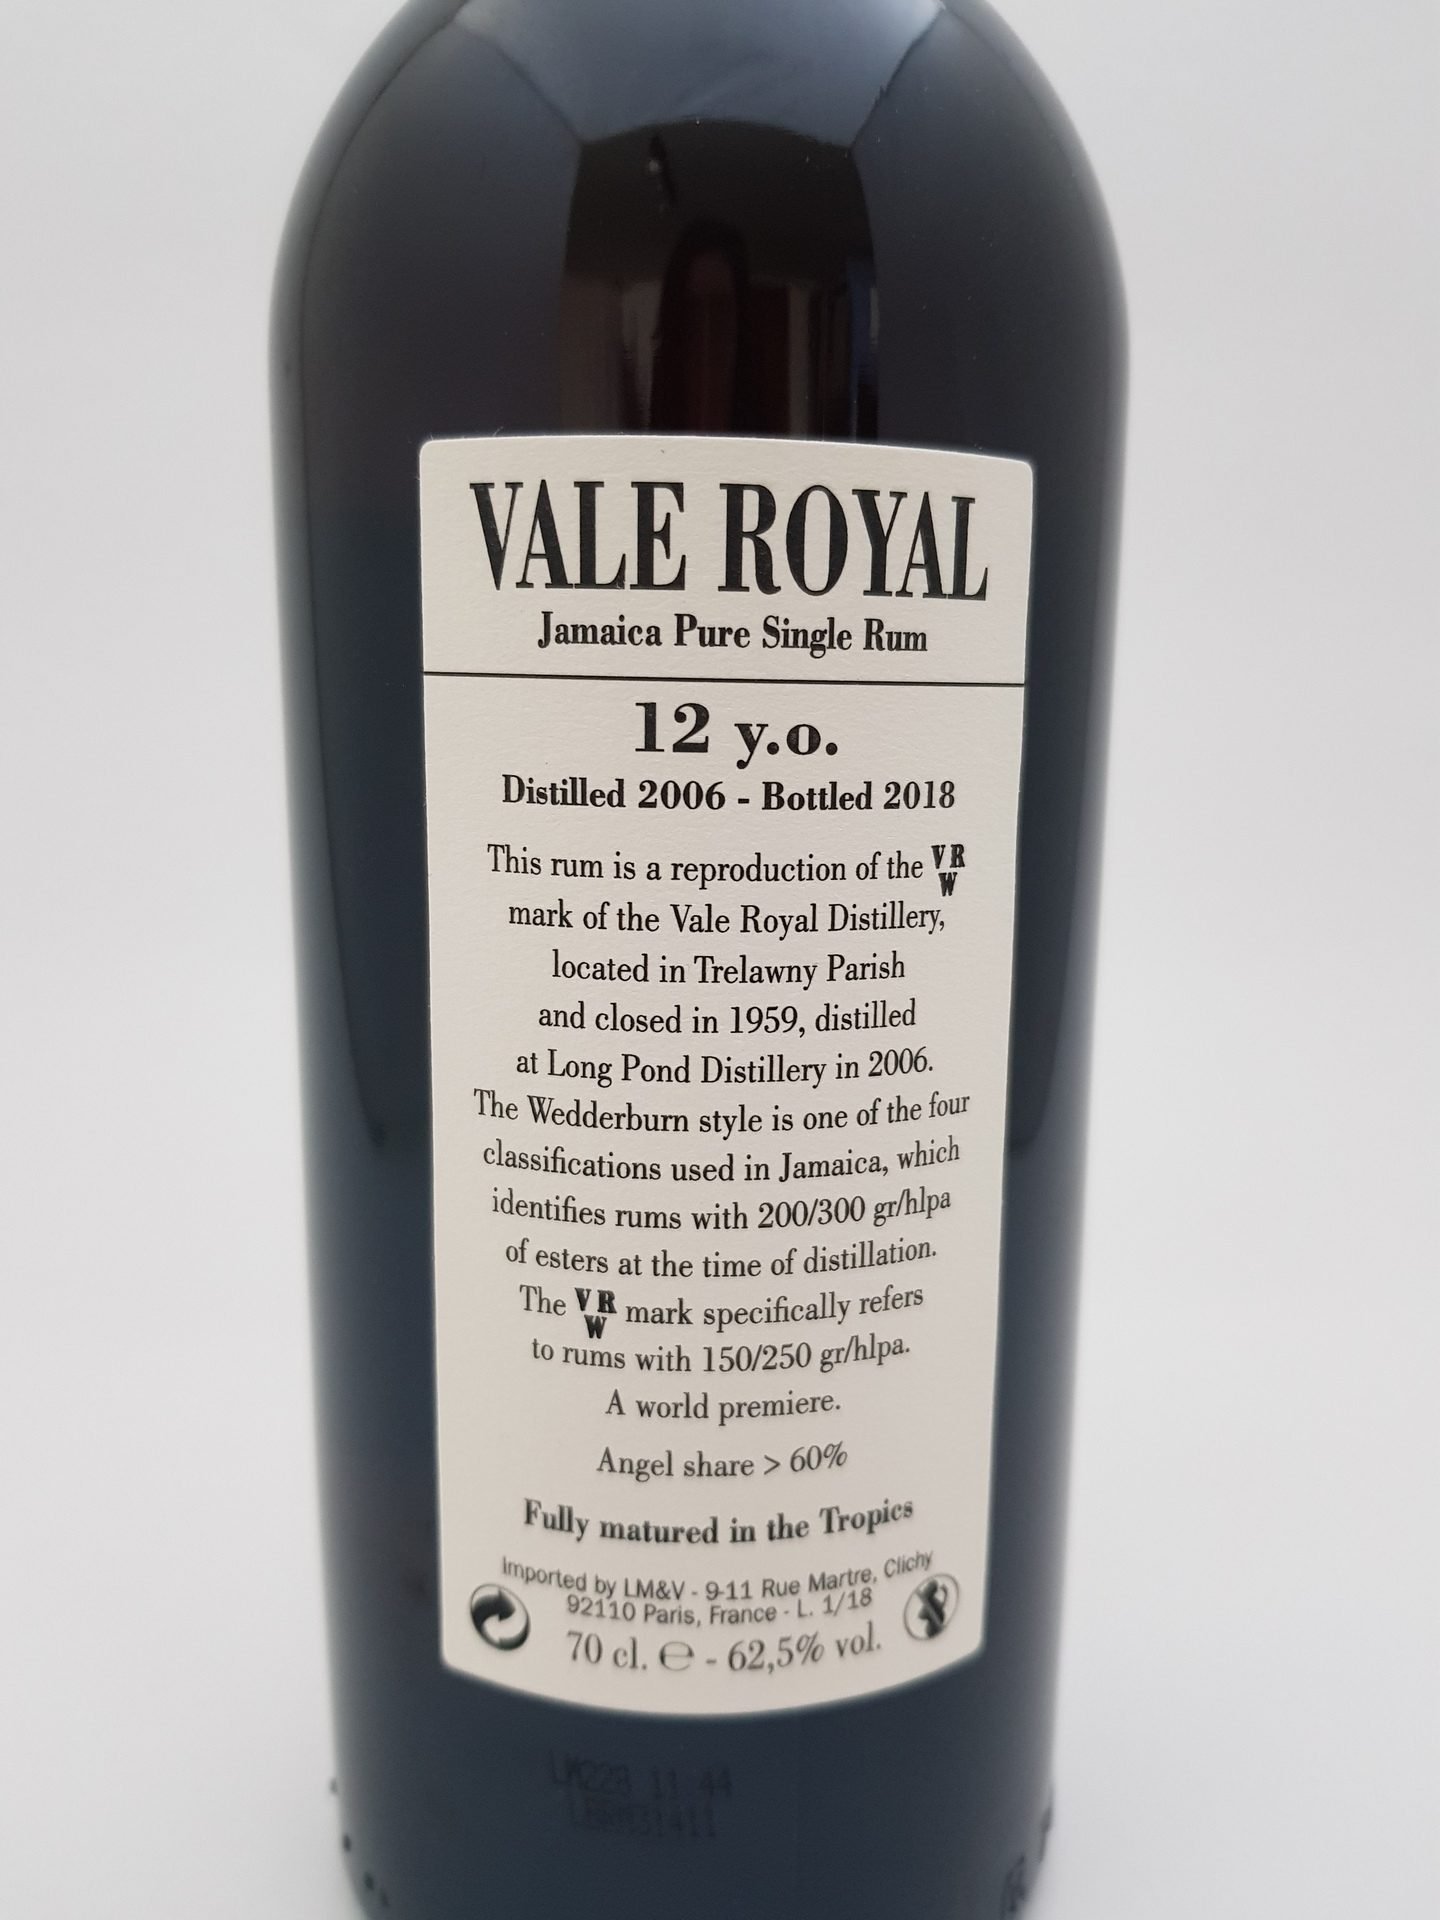 VALE ROYAL
Jamaica Pure Single Rum
12 y.o.
Distilled 2006 - Bottled 2018
This rum is a reproduction of the VRW
mark of the Vale Royal Distillery,
located in Trelawny Parish
and closed in 1959, distilled
at Long Pond Distillery in 2006.
The Wedderburn style is one of the four
classifications used in Jamaica, which
identifies rums with 200/300 gr/hlpa
of esters at the time of distillation.
The VRW mark specifically refers
to rums with 150/250 gr/hlpa.
A world premiere.
Angel share > 60%
Fully matured in the Tropics
Imported by LM&V - 9-11 Rue Martre, Clichy
92110 Paris, France - L. 1/18
70 cl. ℮ - 62,5% vol.